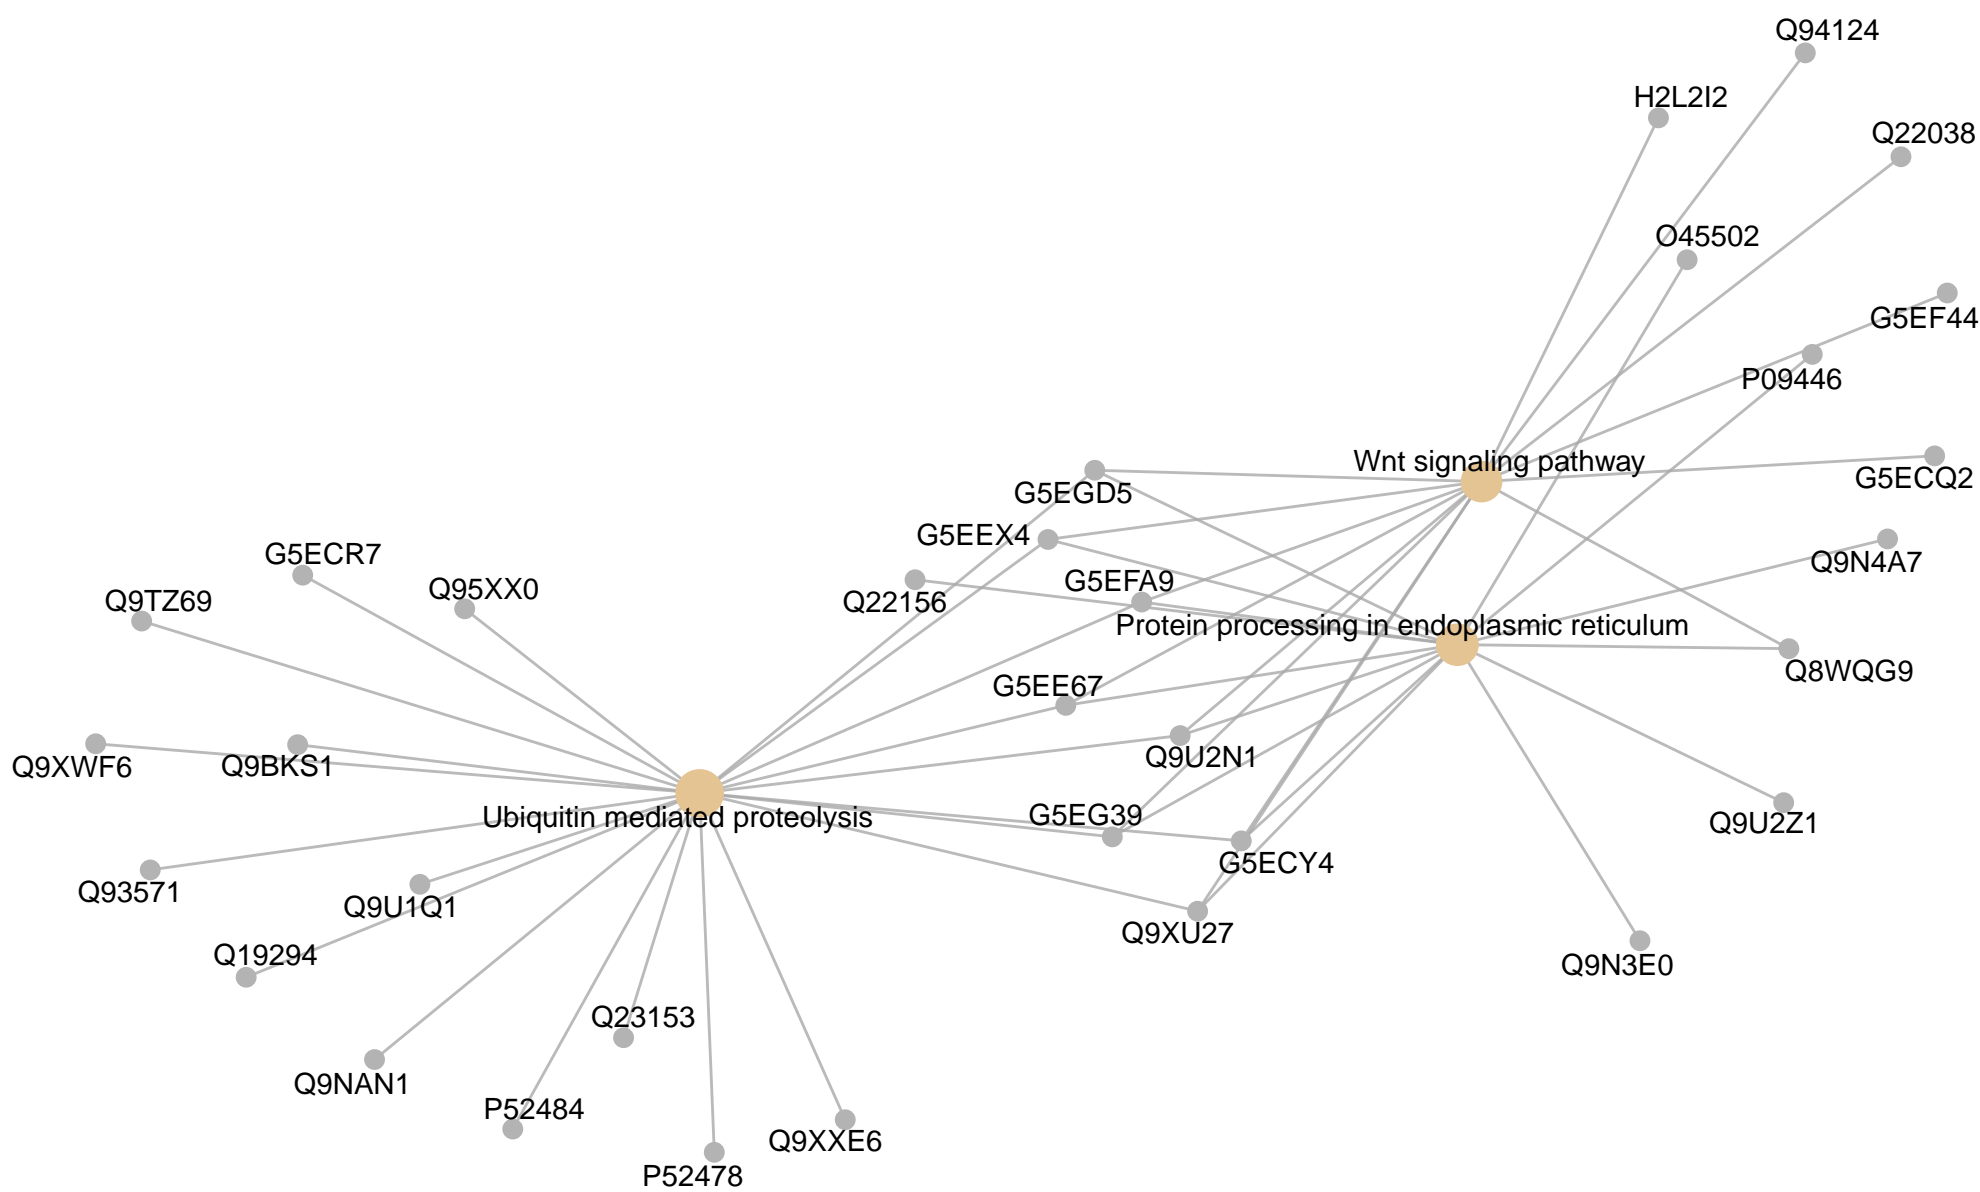 Q94124
H2L2I2
Q22038
O45502
G5EF44
P09446
Wnt signaling pathway
G5ECQ2
G5EGD5
G5EEX4
G5ECR7
Q9N4A7
G5EFA9
Q95XX0
Q9TZ69
Q22156
Protein processing in endoplasmic reticulum
Q8WQG9
G5EE67
Q9U2N1
Q9XWF6
Q9BKS1
G5EG39
Ubiquitin mediated proteolysis
Q9U2Z1
G5ECY4
Q93571
Q9U1Q1
Q9XU27
Q19294
Q9N3E0
Q23153
Q9NAN1
P52484
Q9XXE6
P52478